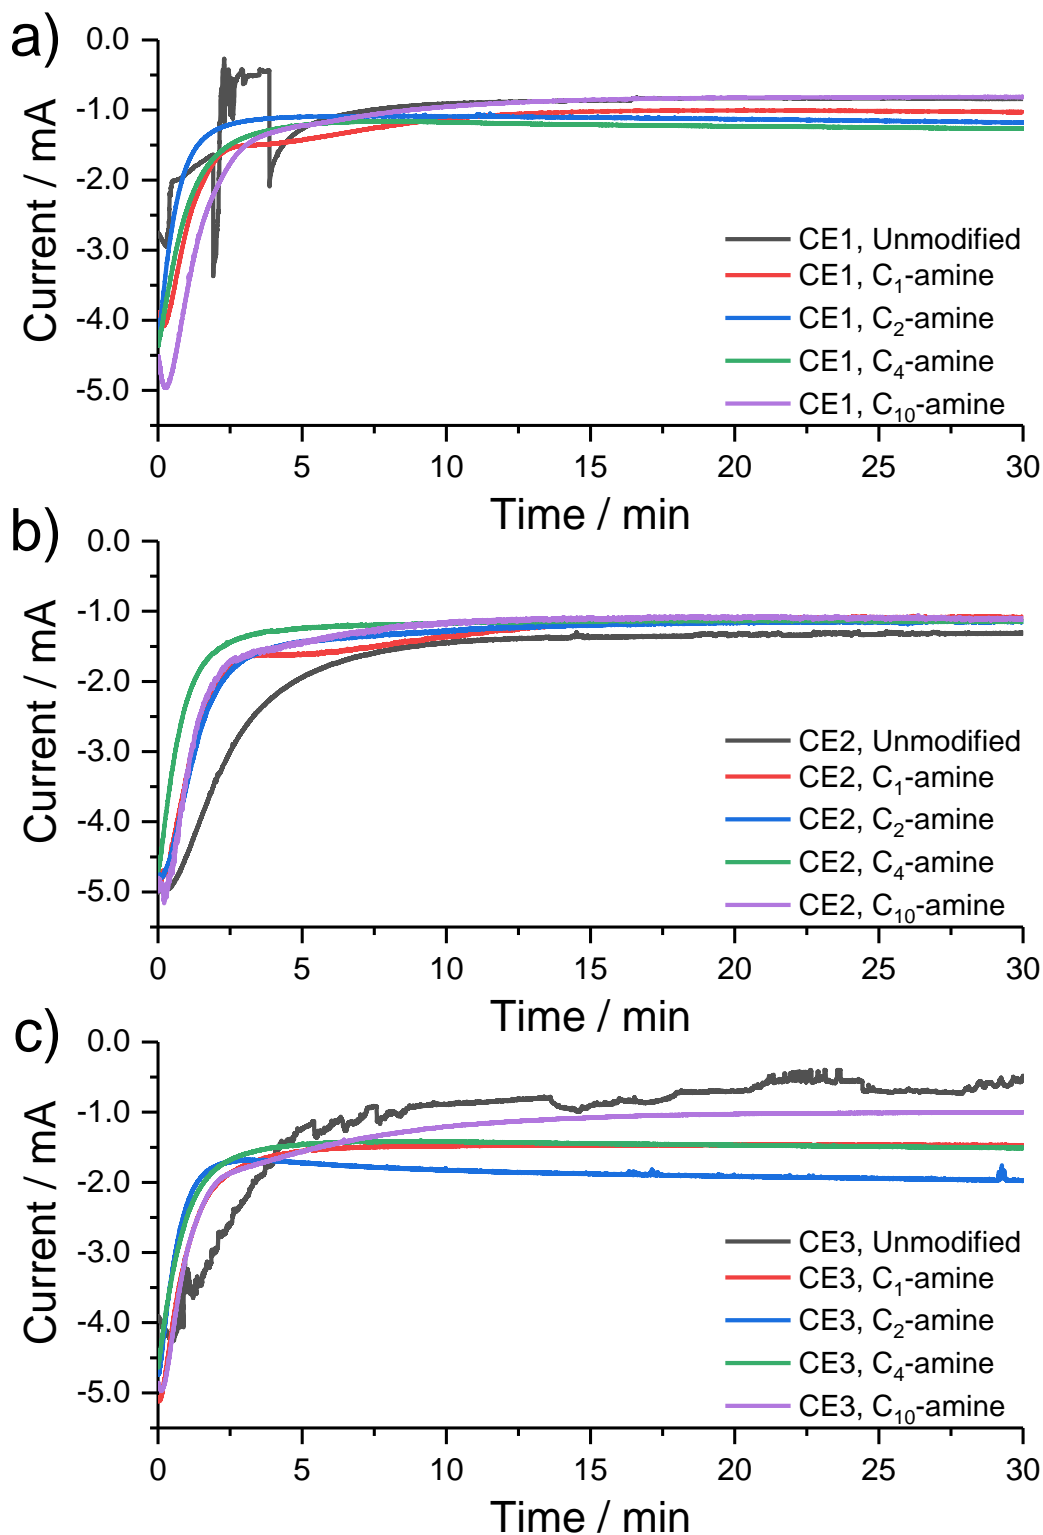 a)
0.0
-1.0
-2.0
-3.0
-4.0
-5.0
Current / mA
CE1, Unmodified
CE1, C₁-amine
CE1, C₂-amine
CE1, C₄-amine
CE1, C₁₀-amine
0 5 10 15 20 25 30
Time / min
b)
0.0
-1.0
-2.0
-3.0
-4.0
-5.0
Current / mA
CE2, Unmodified
CE2, C₁-amine
CE2, C₂-amine
CE2, C₄-amine
CE2, C₁₀-amine
0 5 10 15 20 25 30
Time / min
c)
0.0
-1.0
-2.0
-3.0
-4.0
-5.0
Current / mA
CE3, Unmodified
CE3, C₁-amine
CE3, C₂-amine
CE3, C₄-amine
CE3, C₁₀-amine
0 5 10 15 20 25 30
Time / min